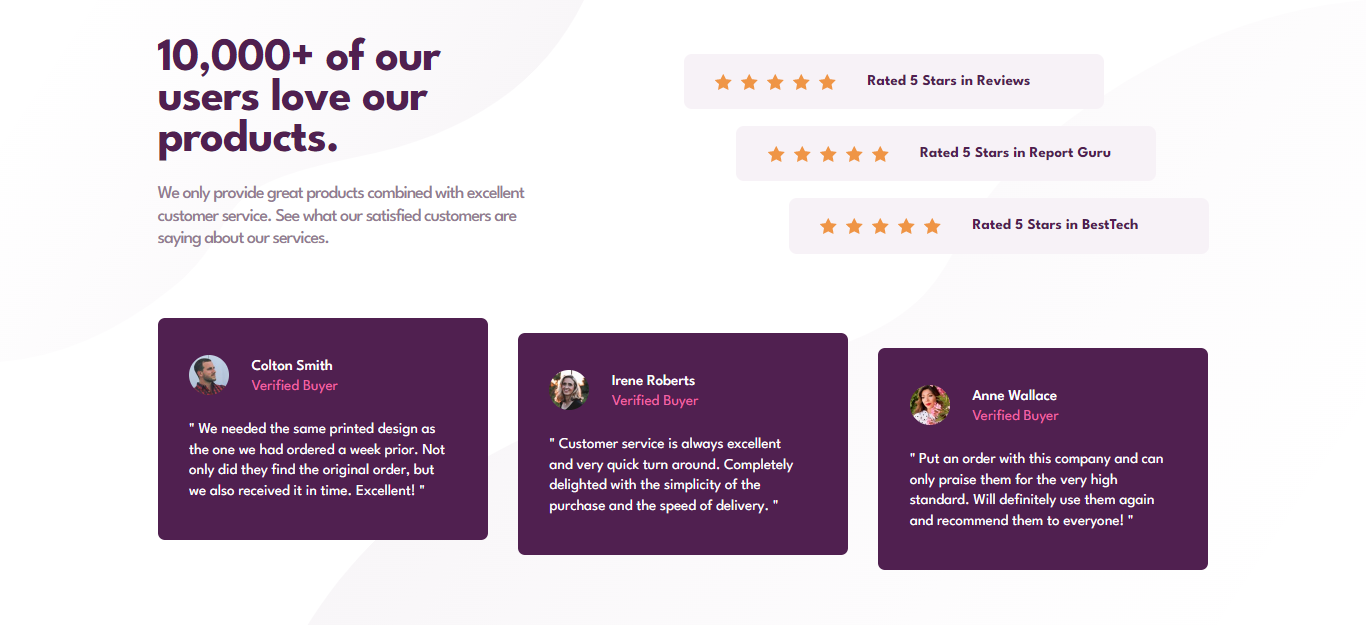 10,000+ of our
users love our
products.
We only provide great products combined with excellent
customer service. See what our satisfied customers are
saying about our services.
Rated 5 Stars in Reviews
Rated 5 Stars in Report Guru
Rated 5 Stars in BestTech
Colton Smith
Verified Buyer
" We needed the same printed design as
the one we had ordered a week prior. Not
only did they find the original order, but
we also received it in time. Excellent! "
Irene Roberts
Verified Buyer
" Customer service is always excellent
and very quick turn around. Completely
delighted with the simplicity of the
purchase and the speed of delivery. "
Anne Wallace
Verified Buyer
" Put an order with this company and can
only praise them for the very high
standard. Will definitely use them again
and recommend them to everyone! "